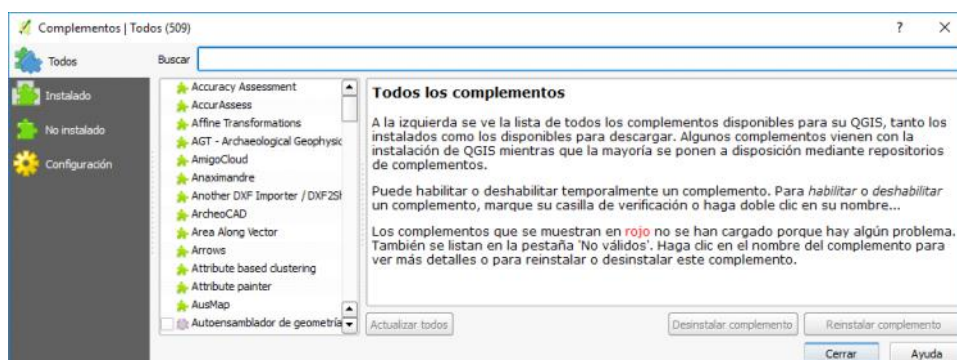 Complementos | Todos (509)
?
Todos
Buscar
Instalado
No instalado
Configuración
Accuracy Assessment
AccurAssess
Affine Transformations
AGT - Archaeological Geophysic
AmigoCloud
Anaximandre
Another DXF Importer / DXF2Sh
ArcheoCAD
Area Along Vector
Arrows
Attribute based clustering
Attribute painter
AusMap
Autoensamblador de geometría
Todos los complementos
A la izquierda se ve la lista de todos los complementos disponibles para su QGIS, tanto los
instalados como los disponibles para descargar. Algunos complementos vienen con la
instalación de QGIS mientras que la mayoría se ponen a disposición mediante repositorios
de complementos.
Puede habilitar o deshabilitar temporalmente un complemento. Para habilitar o deshabilitar
un complemento, marque su casilla de verificación o haga doble clic en su nombre...
Los complementos que se muestran en rojo no se han cargado porque hay algún problema.
También se listan en la pestaña 'No válidos'. Haga clic en el nombre del complemento para
ver más detalles o para reinstalar o desinstalar este complemento.
Actualizar todos
Desinstalar complemento
Reinstalar complemento
Cerrar
Ayuda